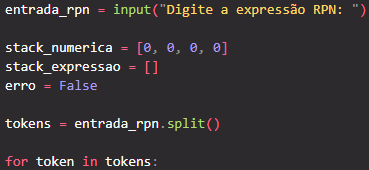 entrada_rpn = input("Digite a expressão RPN: ")
stack_numerica = [0, 0, 0, 0]
stack_expressao = []
erro = False
tokens = entrada_rpn.split()
for token in tokens: